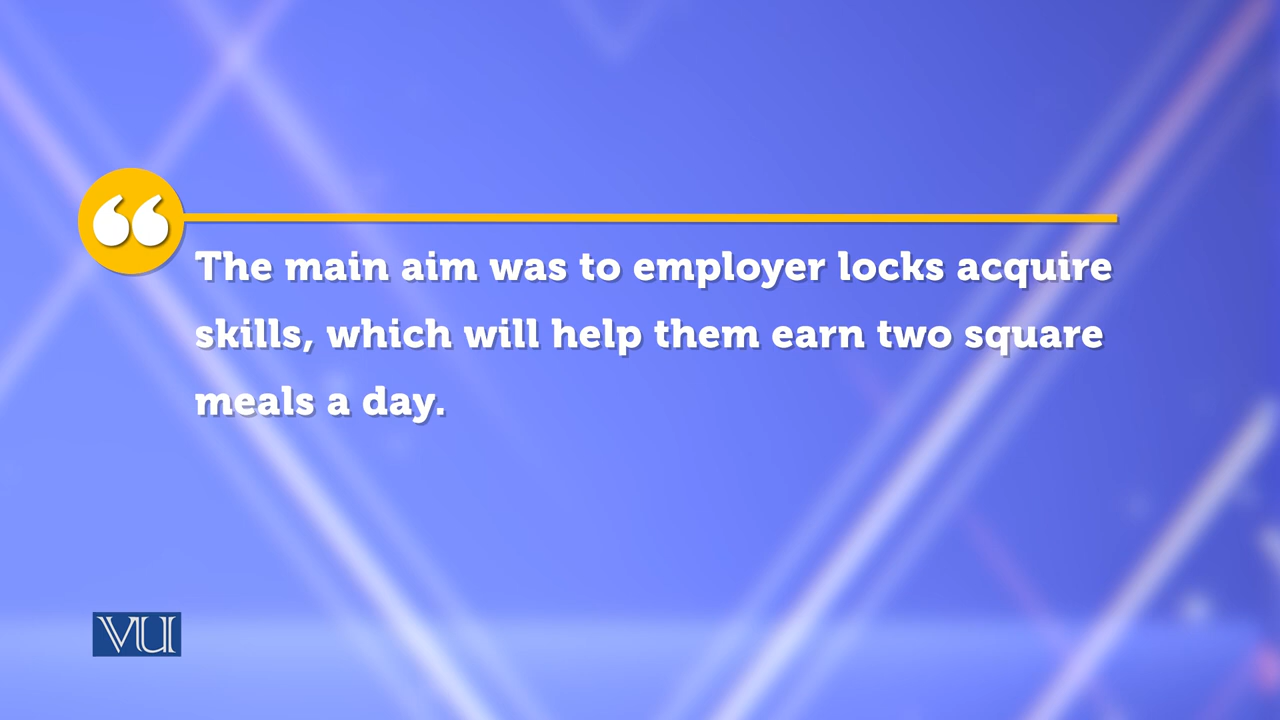 The main aim was to employer locks acquire
skills, which will help them earn two square
meals a day.
VU